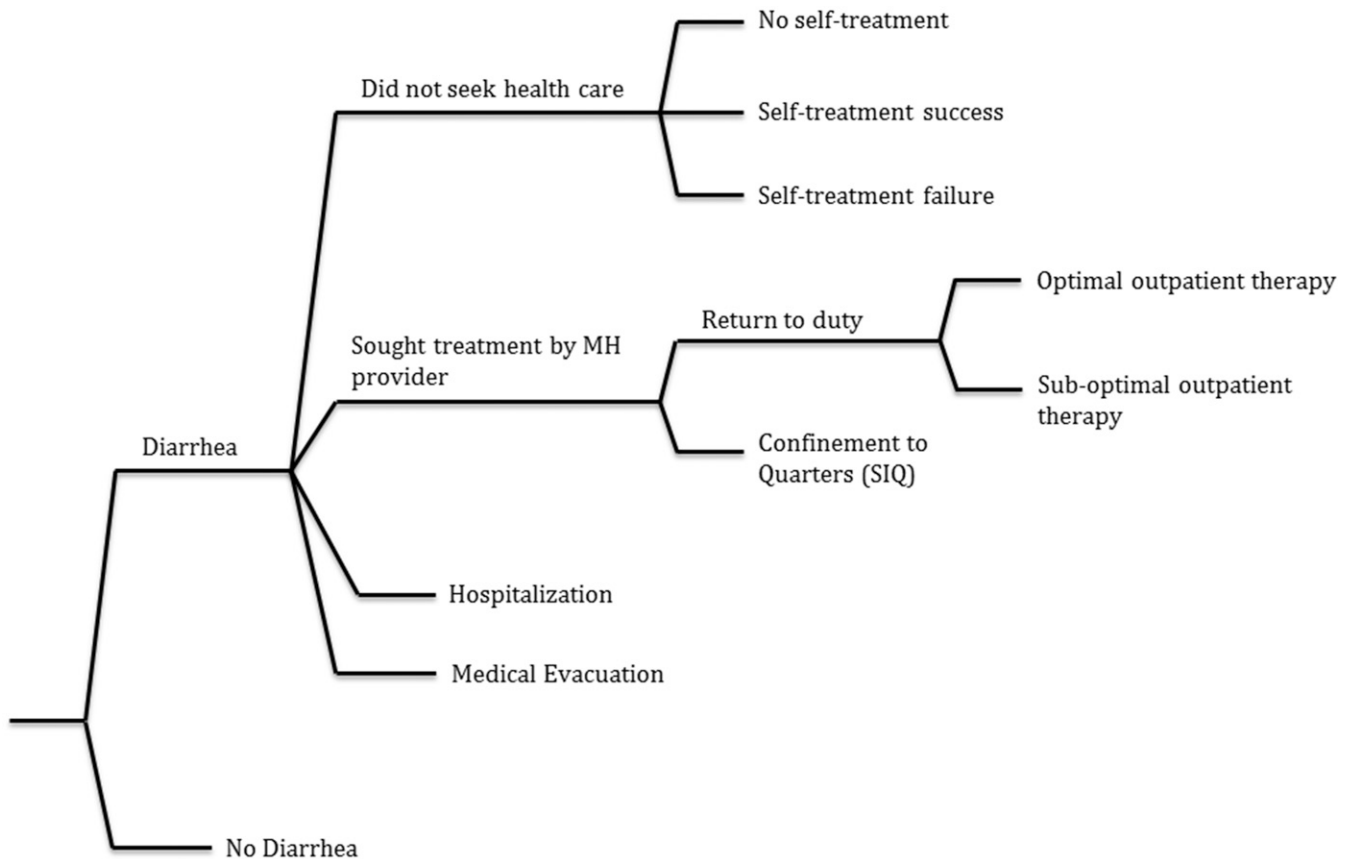 No self-treatment
Did not seek health care
Self-treatment success
Self-treatment failure
Optimal outpatient therapy
Return to duty
Sought treatment by MH
provider
Sub-optimal outpatient
therapy
Diarrhea
Confinement to
Quarters (SIQ)
Hospitalization
Medical Evacuation
No Diarrhea